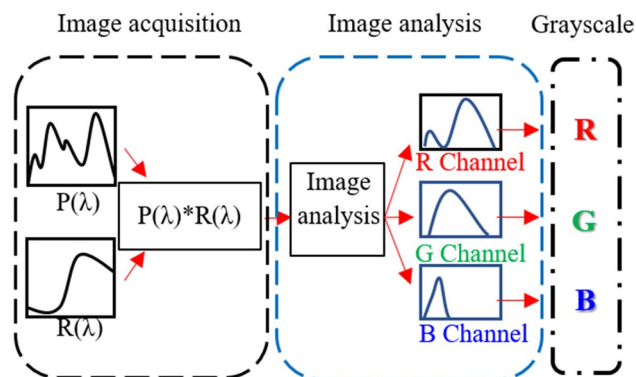 Image acquisition
Image analysis
Grayscale
P(λ)
P(λ)*R(λ)
R(λ)
Image
analysis
R Channel
G Channel
B Channel
R
G
B